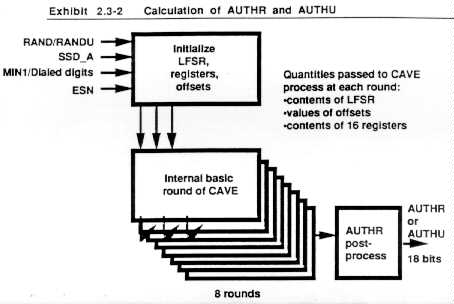 Exhibit 2.3-2 Calculation of AUTHR and AUTHU
RAND/RANDU
SSD_A
MIN1/Dialed digits
ESN
Initialize
LFSR,
registers,
offsets
Quantities passed to CAVE
process at each round:
•contents of LFSR
•values of offsets
•contents of 16 registers
Internal basic
round of CAVE
AUTHR
post-
process
AUTHR
or
AUTHU
18 bits
8 rounds